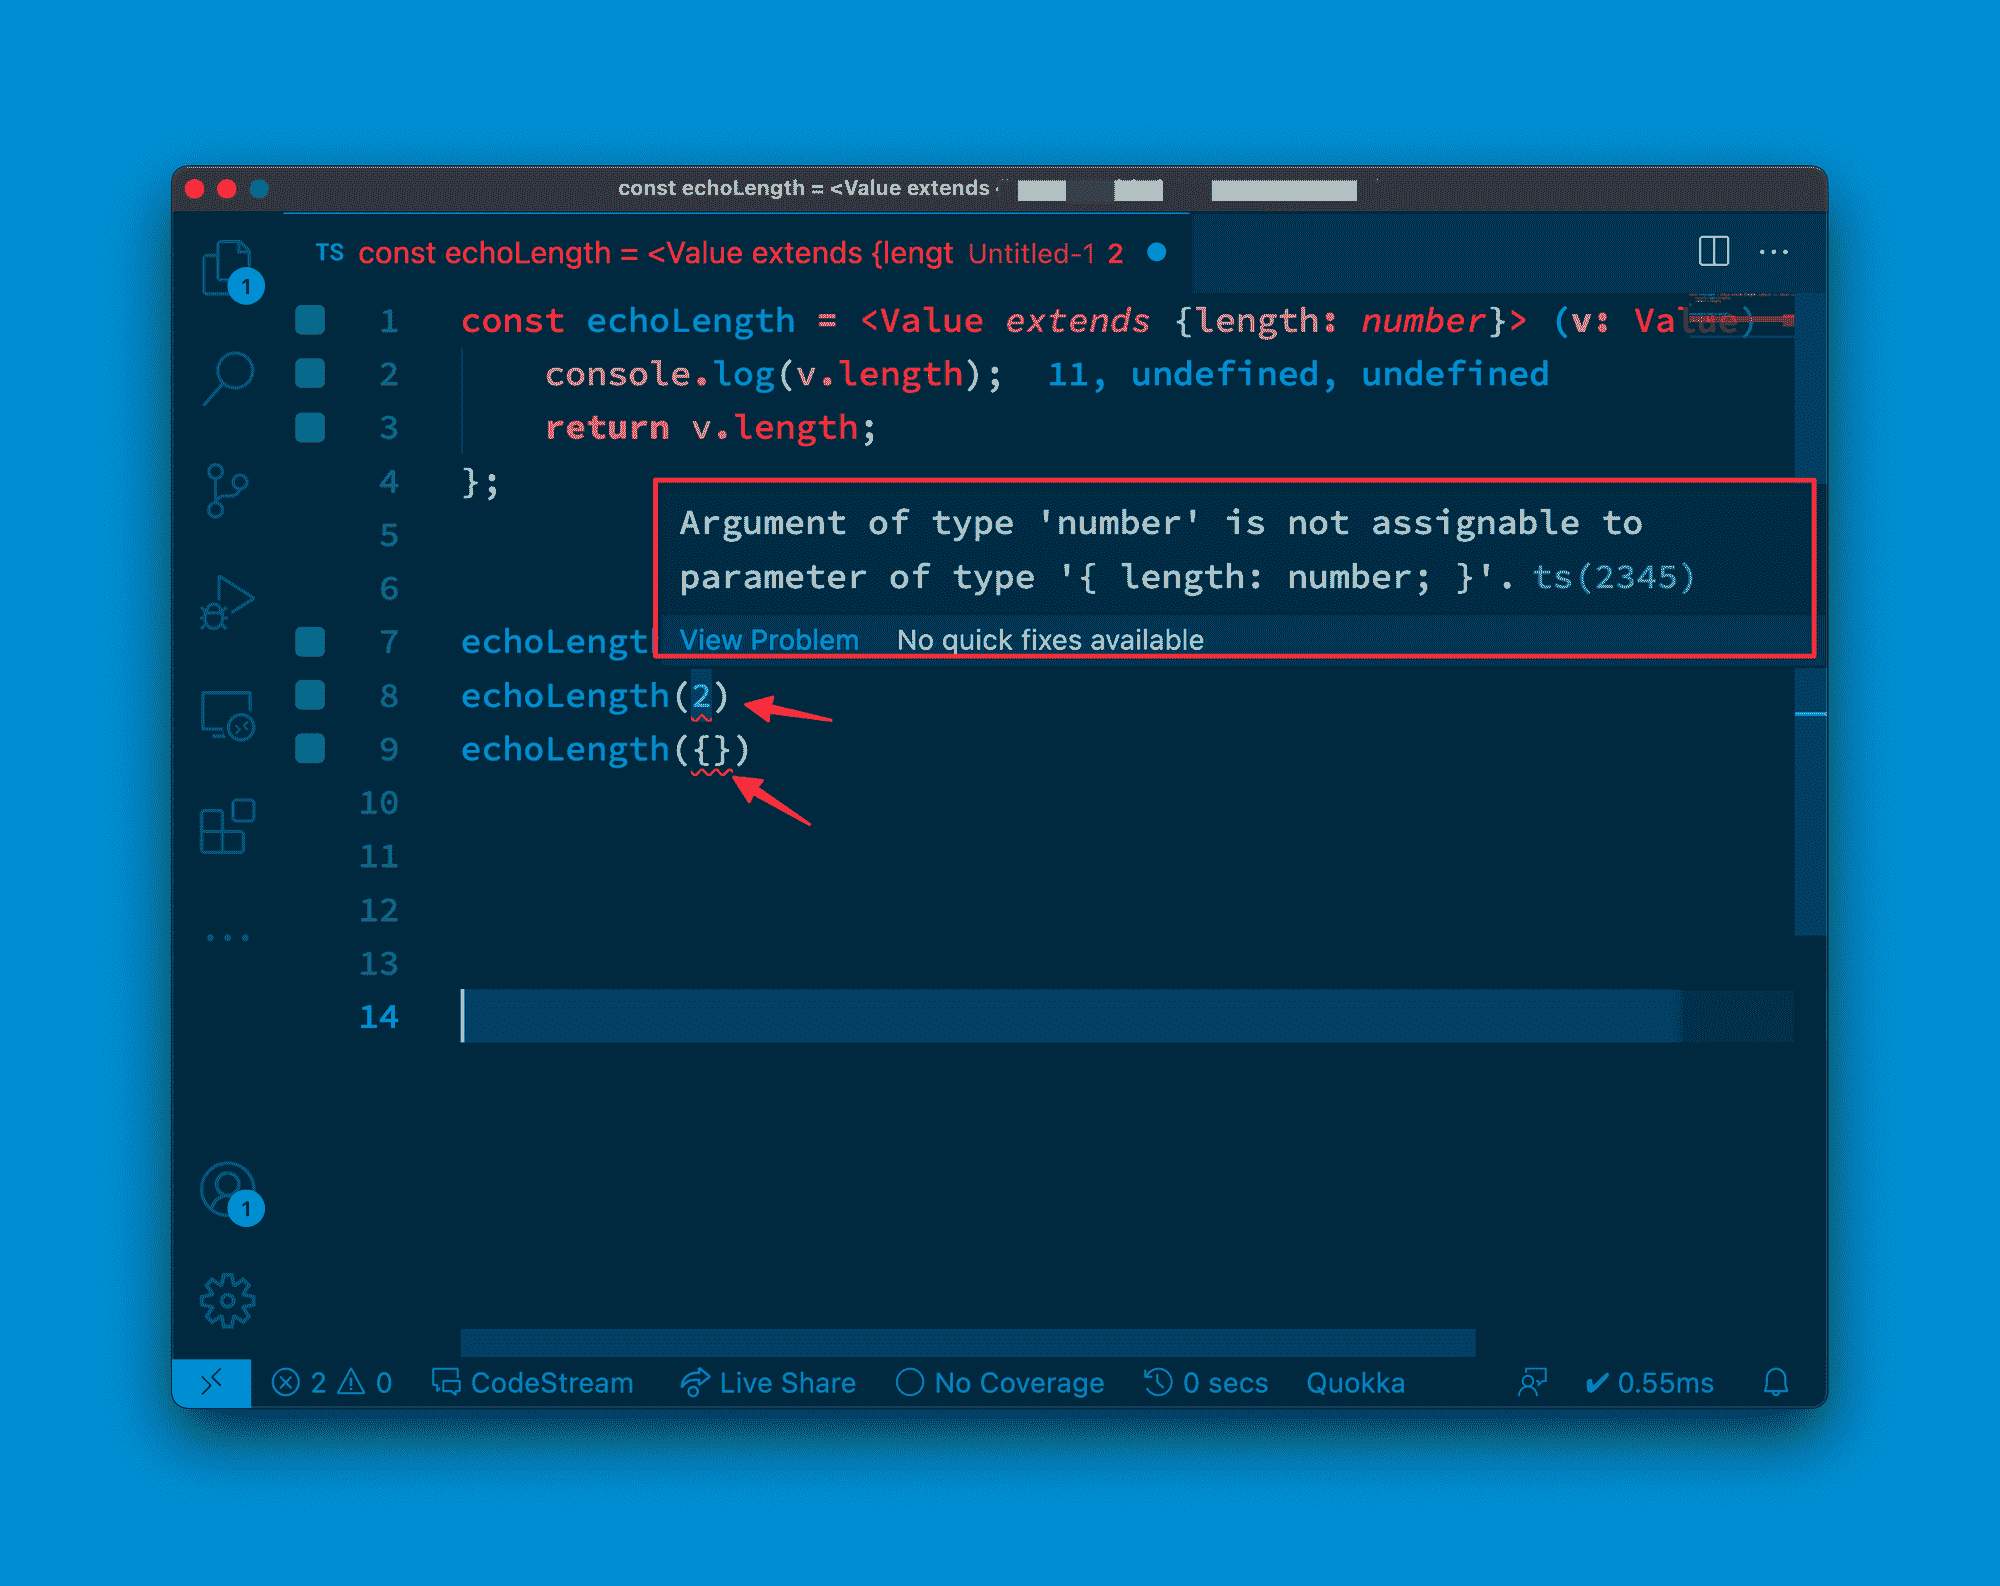 const echoLength = <Value extends
TS const echoLength = <Value extends {lengt Untitled-1 2
1 const echoLength = <Value extends {length: number}> (v: Value)
2 console.log(v.length); 11, undefined, undefined
3 return v.length;
4 };
5
6
Argument of type 'number' is not assignable to
parameter of type '{ length: number; }'. ts(2345)
View Problem No quick fixes available
7 echoLengt
8 echoLength(2)
9 echoLength({})
10
11
12
13
14
1
1
2 0 CodeStream Live Share No Coverage 0 secs Quokka 0.55ms